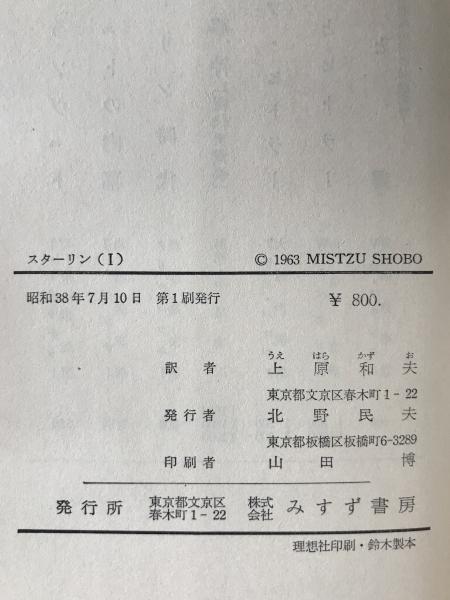 スターリン(I)
© 1963 MISTZU SHOBO
昭和38年7月10日 第1刷発行
¥ 800.
うえ はら かず お
訳者 上原和夫
東京都文京区春木町1-22
発行者 北野民夫
東京都板橋区板橋町6-3289
印刷者 山田博
発行所 東京都文京区春木町1-22 株式会社 みすず書房
理想社印刷・鈴木製本